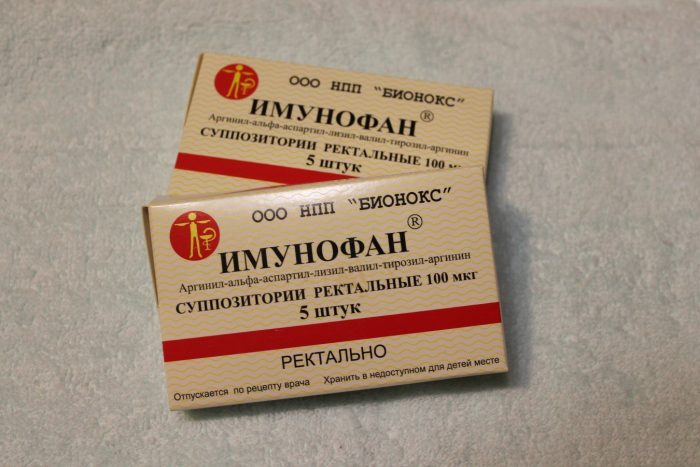 ООО НПП "БИОНОКС"
ИМУНОФАН®
Аргинил-альфа-аспартил-лизил-валил-тирозил-аргинин
СУППОЗИТОРИИ РЕКТАЛЬНЫЕ 100 мкг
5 штук
ООО НПП "БИОНОКС"
ИМУНОФАН®
Аргинил-альфа-аспартил-лизил-валил-тирозил-аргинин
СУППОЗИТОРИИ РЕКТАЛЬНЫЕ 100 мкг
5 штук
РЕКТАЛЬНО
Отпускается по рецепту врача Хранить в недоступном для детей месте